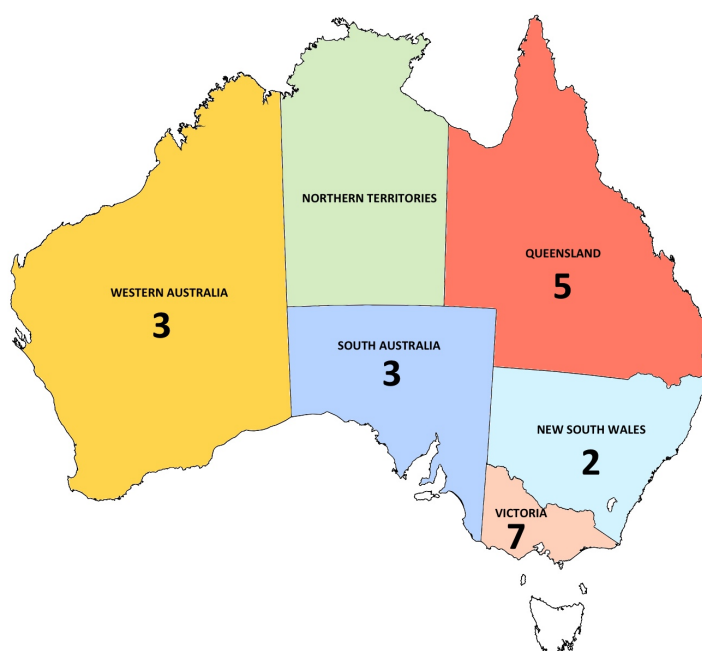 NORTHERN TERRITORIES
QUEENSLAND
5
WESTERN AUSTRALIA
3
SOUTH AUSTRALIA
3
NEW SOUTH WALES
2
VICTORIA
7